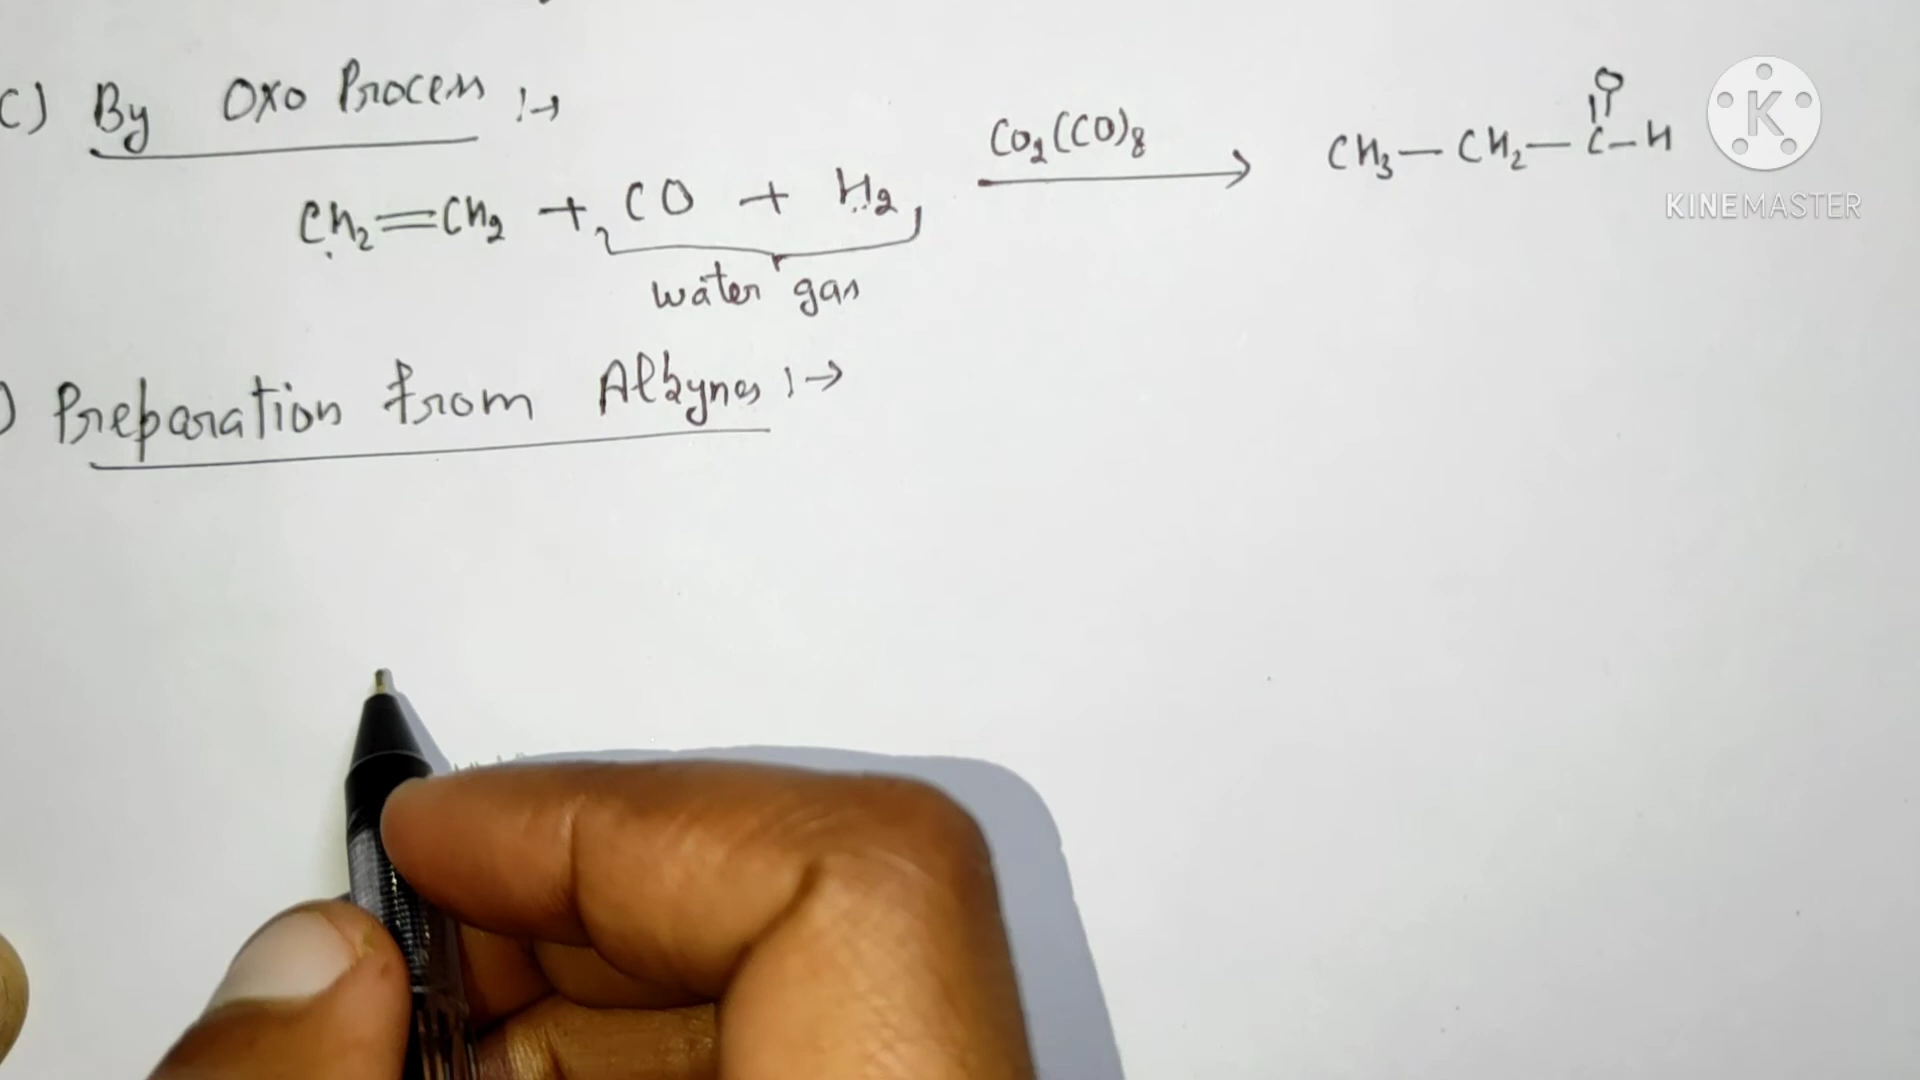 C) By Oxo Process :→
CH₂=CH₂ + CO + H₂
Co₂(CO)₈
O
CH₃—CH₂—C—H
water gas
) Preparation from Alkynes :→
K
KINEMASTER